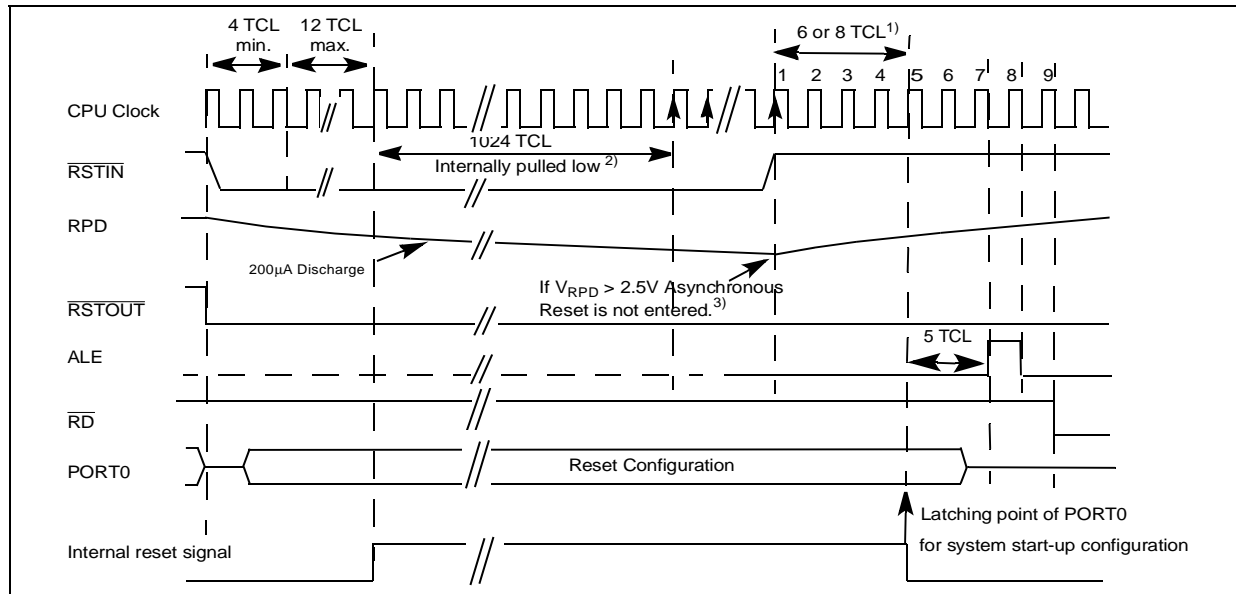 4 TCL
min.
12 TCL
max.
6 or 8 TCL1)
1 2 3 4 5 6 7 8 9
CPU Clock
1024 TCL
RSTIN
Internally pulled low 2)
RPD
200µA Discharge
If VRPD > 2.5V Asynchronous
Reset is not entered.3)
RSTOUT
5 TCL
ALE
RD
PORT0
Reset Configuration
Latching point of PORT0
for system start-up configuration
Internal reset signal